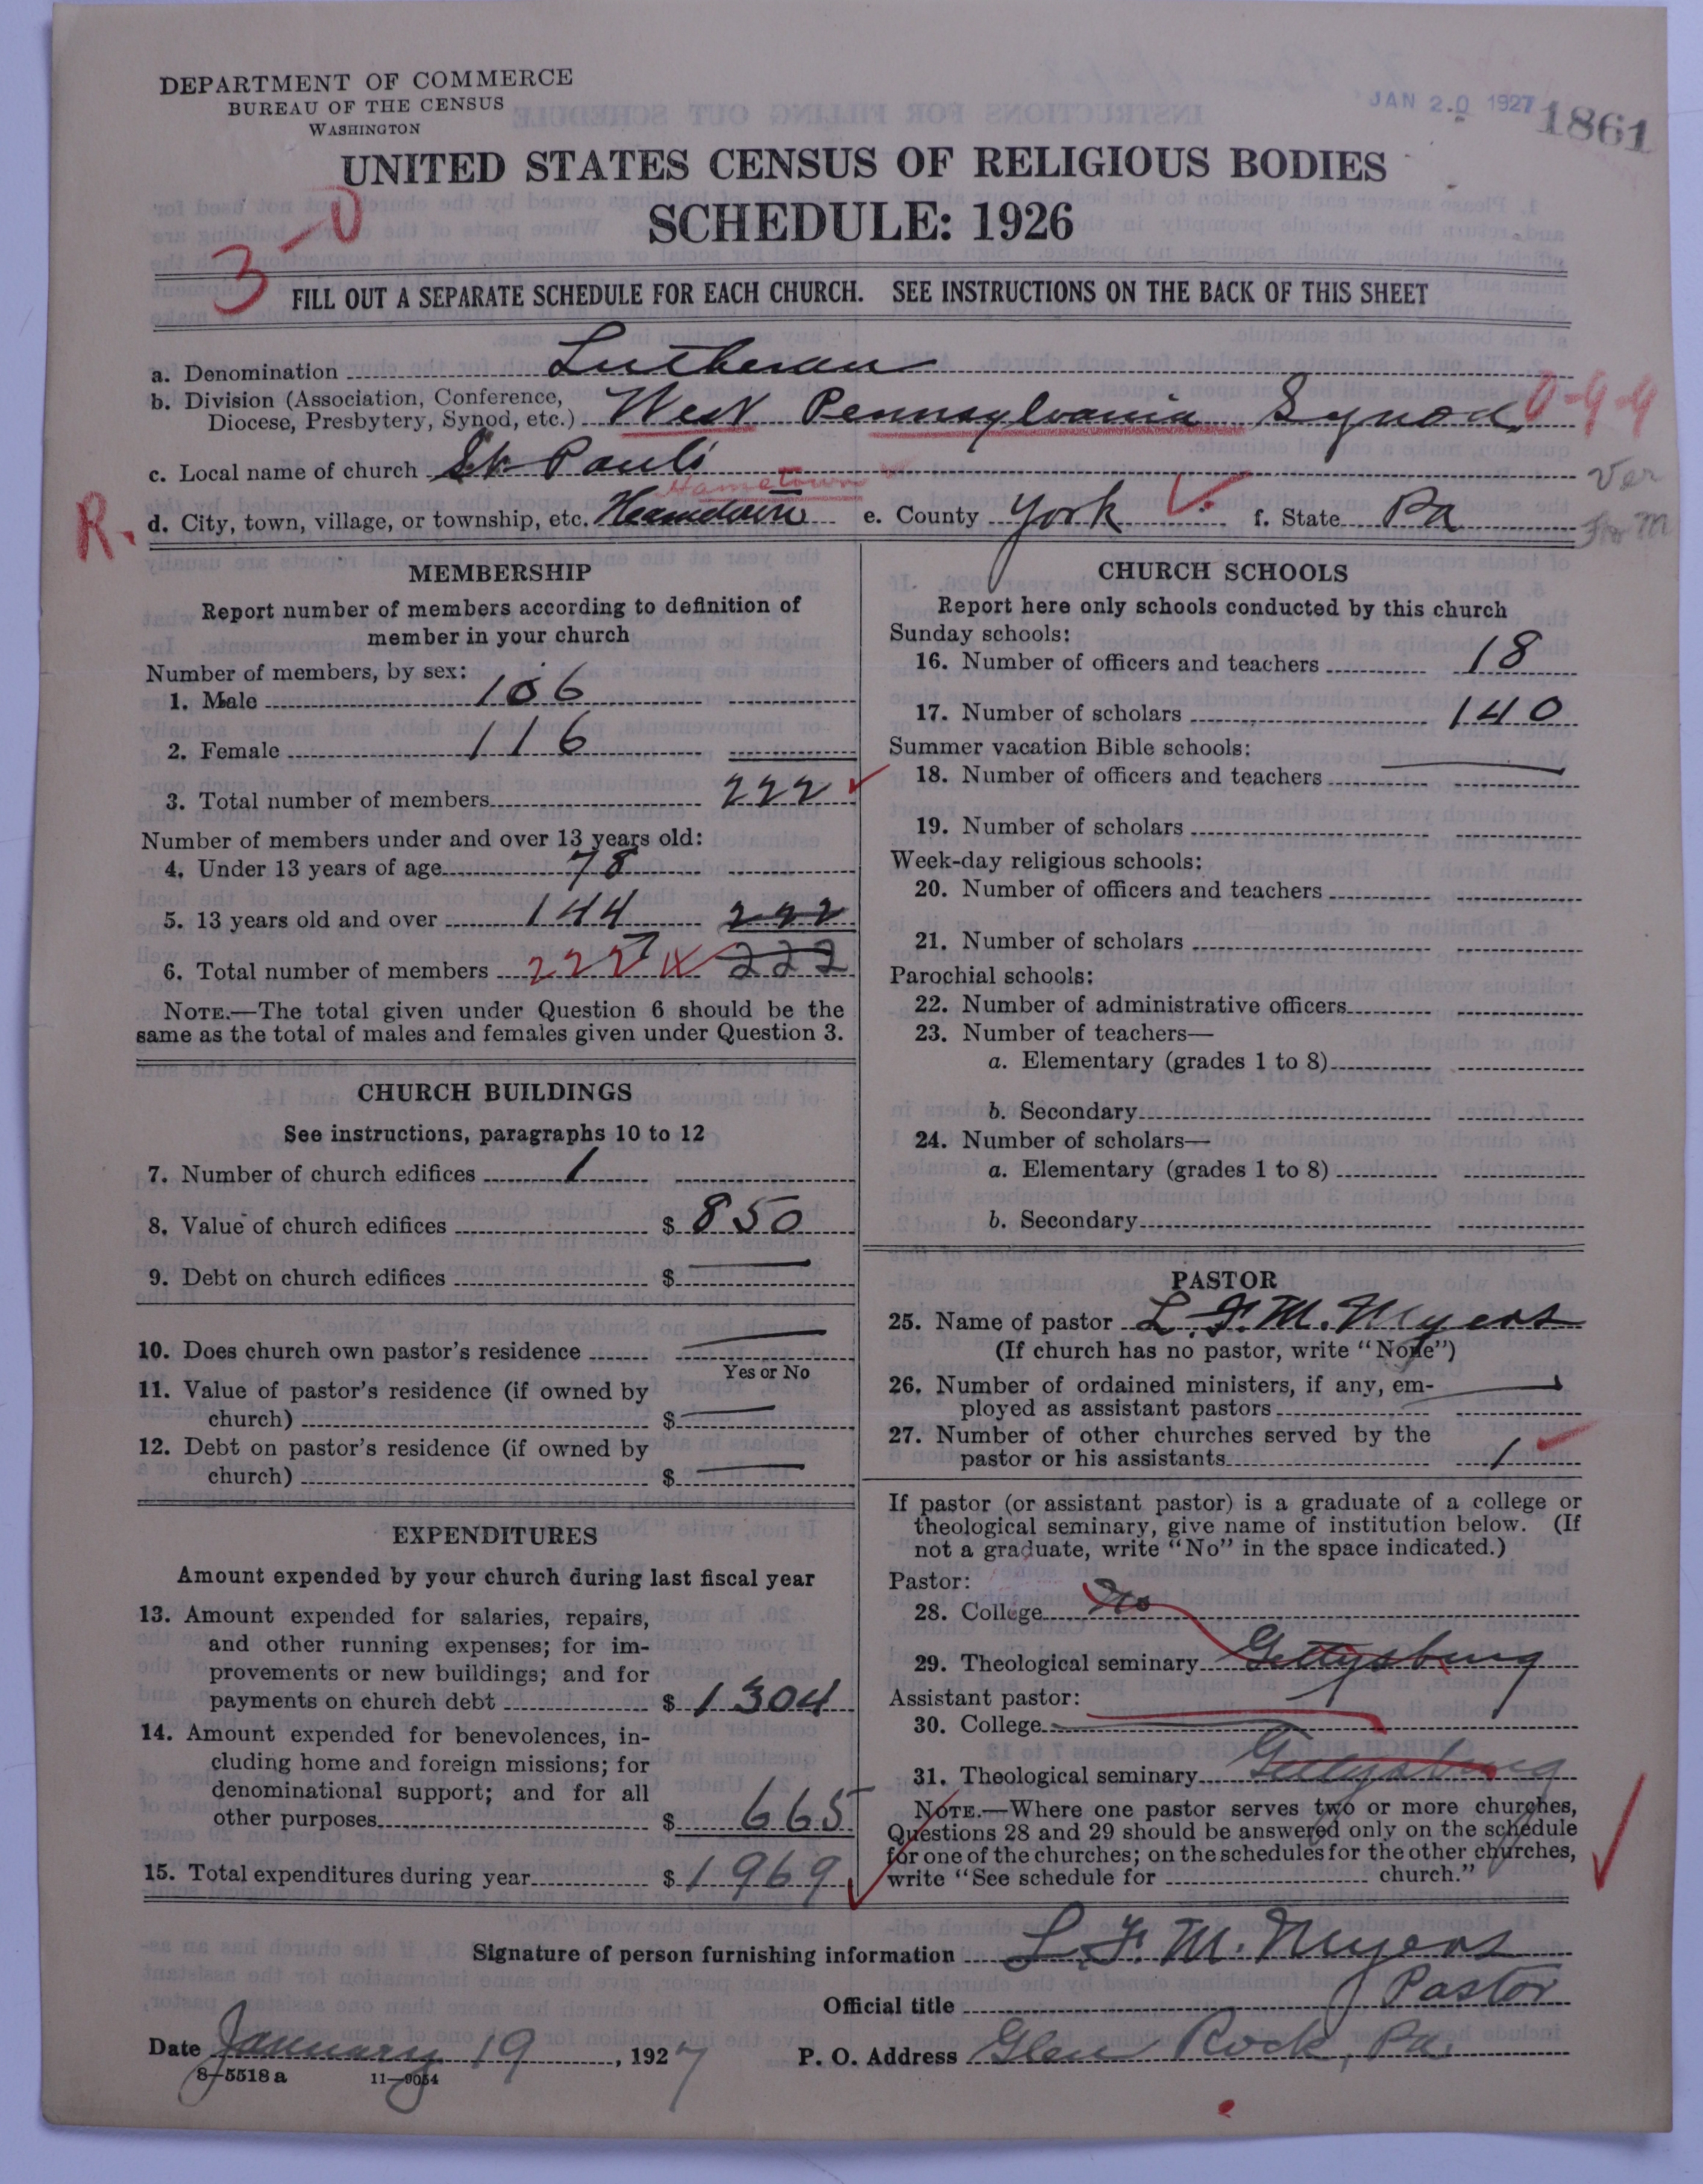 DEPARTMENT OF COMMERCE
BUREAU OF THE CENSUS
WASHINGTON
JAN 20 1927
1861
UNITED STATES CENSUS OF RELIGIOUS BODIES
SCHEDULE: 1926
3-0
FILL OUT A SEPARATE SCHEDULE FOR EACH CHURCH. SEE INSTRUCTIONS ON THE BACK OF THIS SHEET
a. Denomination Lutheran
b. Division (Association, Conference,
Diocese, Presbytery, Synod, etc.) West Pennsylvania Synod 0-9-9
c. Local name of church St. Pauls
Ver
Hametown
R. d. City, town, village, or township, etc. Hametown e. County York f. State Pa
MEMBERSHIP
Report number of members according to definition of
member in your church
Number of members, by sex:
1. Male 106
2. Female 116
3. Total number of members 222
Number of members under and over 13 years old:
4. Under 13 years of age 78
5. 13 years old and over 144 222
6. Total number of members 222 222
NOTE.—The total given under Question 6 should be the
same as the total of males and females given under Question 3.
CHURCH BUILDINGS
See instructions, paragraphs 10 to 12
7. Number of church edifices 1
8. Value of church edifices $ 850
9. Debt on church edifices $
10. Does church own pastor's residence
Yes or No
11. Value of pastor's residence (if owned by
church) $
12. Debt on pastor's residence (if owned by
church) $
EXPENDITURES
Amount expended by your church during last fiscal year
13. Amount expended for salaries, repairs,
and other running expenses; for im-
provements or new buildings; and for
payments on church debt $ 1304
14. Amount expended for benevolences, in-
cluding home and foreign missions; for
denominational support; and for all
other purposes $ 665
15. Total expenditures during year $ 1969
CHURCH SCHOOLS
Report here only schools conducted by this church
Sunday schools:
16. Number of officers and teachers 18
17. Number of scholars 140
Summer vacation Bible schools:
18. Number of officers and teachers
19. Number of scholars
Week-day religious schools:
20. Number of officers and teachers
21. Number of scholars
Parochial schools:
22. Number of administrative officers
23. Number of teachers—
a. Elementary (grades 1 to 8)
b. Secondary
24. Number of scholars—
a. Elementary (grades 1 to 8)
b. Secondary
PASTOR
25. Name of pastor L. F. M. Myers
(If church has no pastor, write "None")
26. Number of ordained ministers, if any, em-
ployed as assistant pastors
27. Number of other churches served by the
pastor or his assistants 1
If pastor (or assistant pastor) is a graduate of a college or
theological seminary, give name of institution below. (If
not a graduate, write "No" in the space indicated.)
Pastor:
28. College No
29. Theological seminary Gettysburg
Assistant pastor:
30. College
31. Theological seminary Gettysburg
NOTE.—Where one pastor serves two or more churches,
Questions 28 and 29 should be answered only on the schedule
for one of the churches; on the schedules for the other churches,
write "See schedule for church."
Signature of person furnishing information L. F. M. Myers
Official title Pastor
Date January 19, 1927 P. O. Address Glen Rock, Pa.
8-5518 a 11-9054